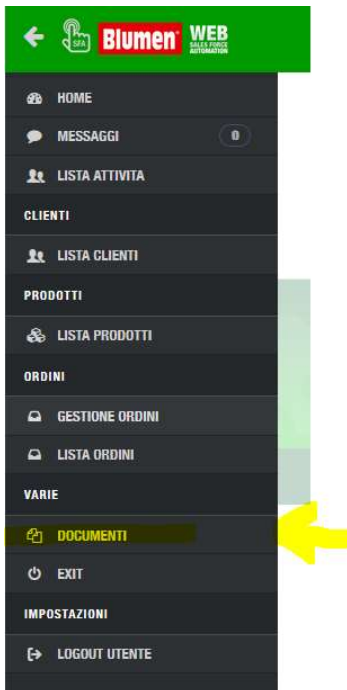 SFA Blumen WEB
SALES FORCE
AUTOMATION
HOME
MESSAGGI 0
LISTA ATTIVITA
CLIENTI
LISTA CLIENTI
PRODOTTI
LISTA PRODOTTI
ORDINI
GESTIONE ORDINI
LISTA ORDINI
VARIE
DOCUMENTI
EXIT
IMPOSTAZIONI
LOGOUT UTENTE